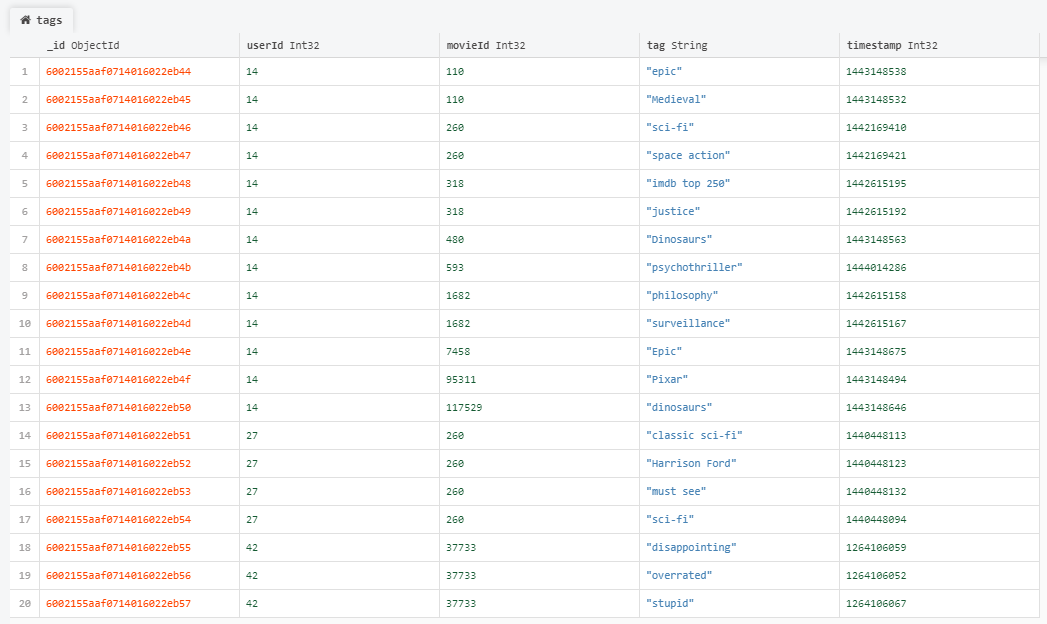 tags
_id ObjectId userId Int32 movieId Int32 tag String timestamp Int32
1 6002155aaf0714016022eb44 14 110 "epic" 1443148538
2 6002155aaf0714016022eb45 14 110 "Medieval" 1443148532
3 6002155aaf0714016022eb46 14 260 "sci-fi" 1442169410
4 6002155aaf0714016022eb47 14 260 "space action" 1442169421
5 6002155aaf0714016022eb48 14 318 "imdb top 250" 1442615195
6 6002155aaf0714016022eb49 14 318 "justice" 1442615192
7 6002155aaf0714016022eb4a 14 480 "Dinosaurs" 1443148563
8 6002155aaf0714016022eb4b 14 593 "psychothriller" 1444014286
9 6002155aaf0714016022eb4c 14 1682 "philosophy" 1442615158
10 6002155aaf0714016022eb4d 14 1682 "surveillance" 1442615167
11 6002155aaf0714016022eb4e 14 7458 "Epic" 1443148675
12 6002155aaf0714016022eb4f 14 95311 "Pixar" 1443148494
13 6002155aaf0714016022eb50 14 117529 "dinosaurs" 1443148646
14 6002155aaf0714016022eb51 27 260 "classic sci-fi" 1440448113
15 6002155aaf0714016022eb52 27 260 "Harrison Ford" 1440448123
16 6002155aaf0714016022eb53 27 260 "must see" 1440448132
17 6002155aaf0714016022eb54 27 260 "sci-fi" 1440448094
18 6002155aaf0714016022eb55 42 37733 "disappointing" 1264106059
19 6002155aaf0714016022eb56 42 37733 "overrated" 1264106052
20 6002155aaf0714016022eb57 42 37733 "stupid" 1264106067